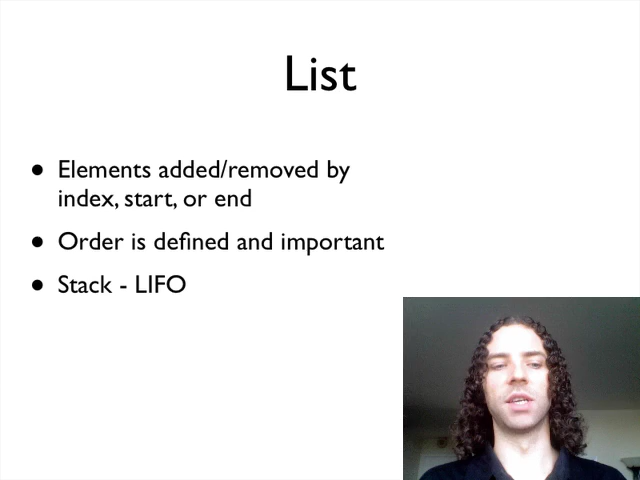 List
• Elements added/removed by
index, start, or end
• Order is defined and important
• Stack - LIFO